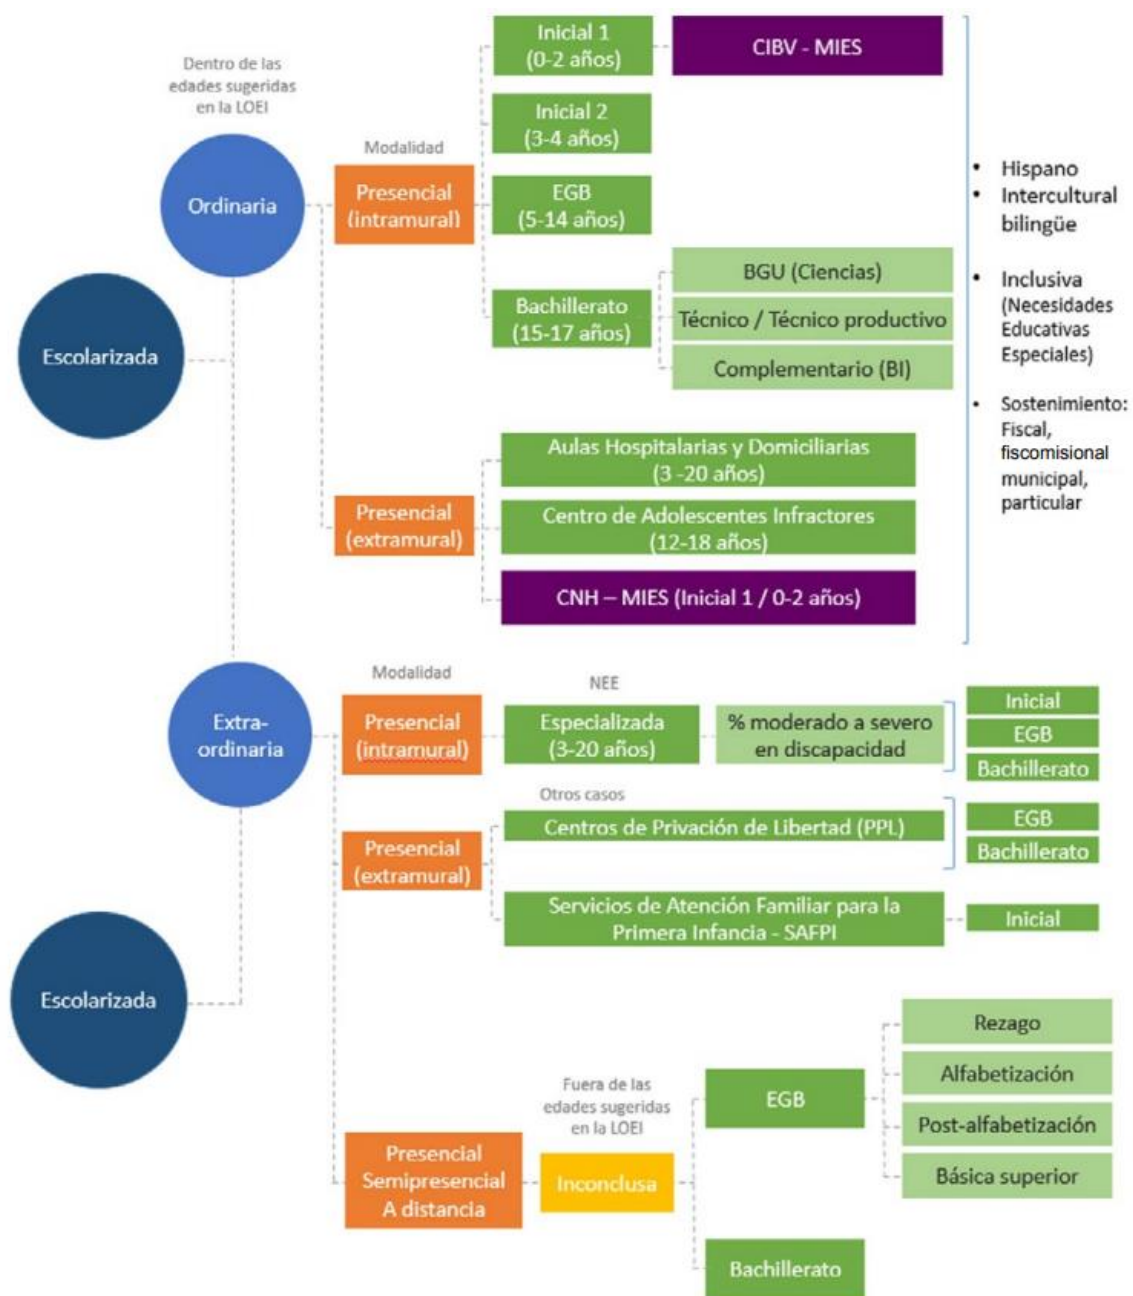 Dentro de las
edades sugeridas
en la LOEI
Ordinaria
Escolarizada
Modalidad
Presencial
(intramural)
Inicial 1
(0-2 años)
CIBV - MIES
Inicial 2
(3-4 años)
EGB
(5-14 años)
Bachillerato
(15-17 años)
BGU (Ciencias)
Técnico / Técnico productivo
Complementario (BI)
Presencial
(extramural)
Aulas Hospitalarias y Domiciliarias
(3 -20 años)
Centro de Adolescentes Infractores
(12-18 años)
CNH – MIES (Inicial 1 / 0-2 años)
• Hispano
• Intercultural
bilingüe
• Inclusiva
(Necesidades
Educativas
Especiales)
• Sostenimiento:
Fiscal,
fiscomisional
municipal,
particular
Extra-
ordinaria
Escolarizada
Modalidad
Presencial
(intramural)
NEE
Especializada
(3-20 años)
% moderado a severo
en discapacidad
Inicial
EGB
Bachillerato
Presencial
(extramural)
Otros casos
Centros de Privación de Libertad (PPL)
EGB
Bachillerato
Servicios de Atención Familiar para la
Primera Infancia - SAFPI
Inicial
Presencial
Semipresencial
A distancia
Fuera de las
edades sugeridas
en la LOEI
Inconclusa
EGB
Rezago
Alfabetización
Post-alfabetización
Básica superior
Bachillerato